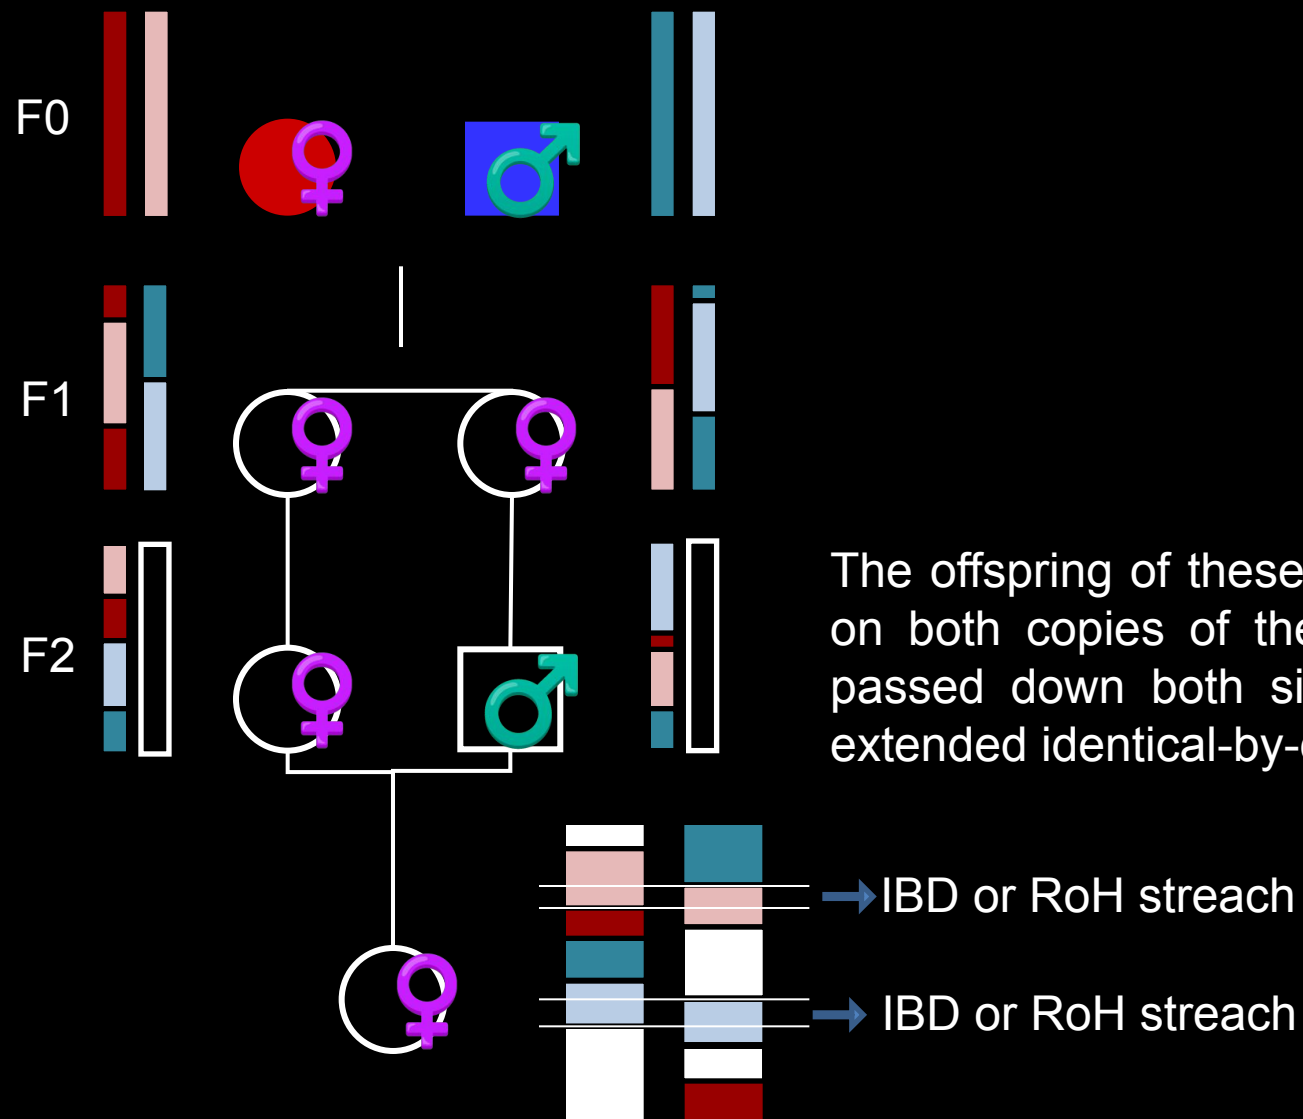 F0
F1
F2
The offspring of these
on both copies of the
passed down both si
extended identical-by-
IBD or RoH streach
IBD or RoH streach